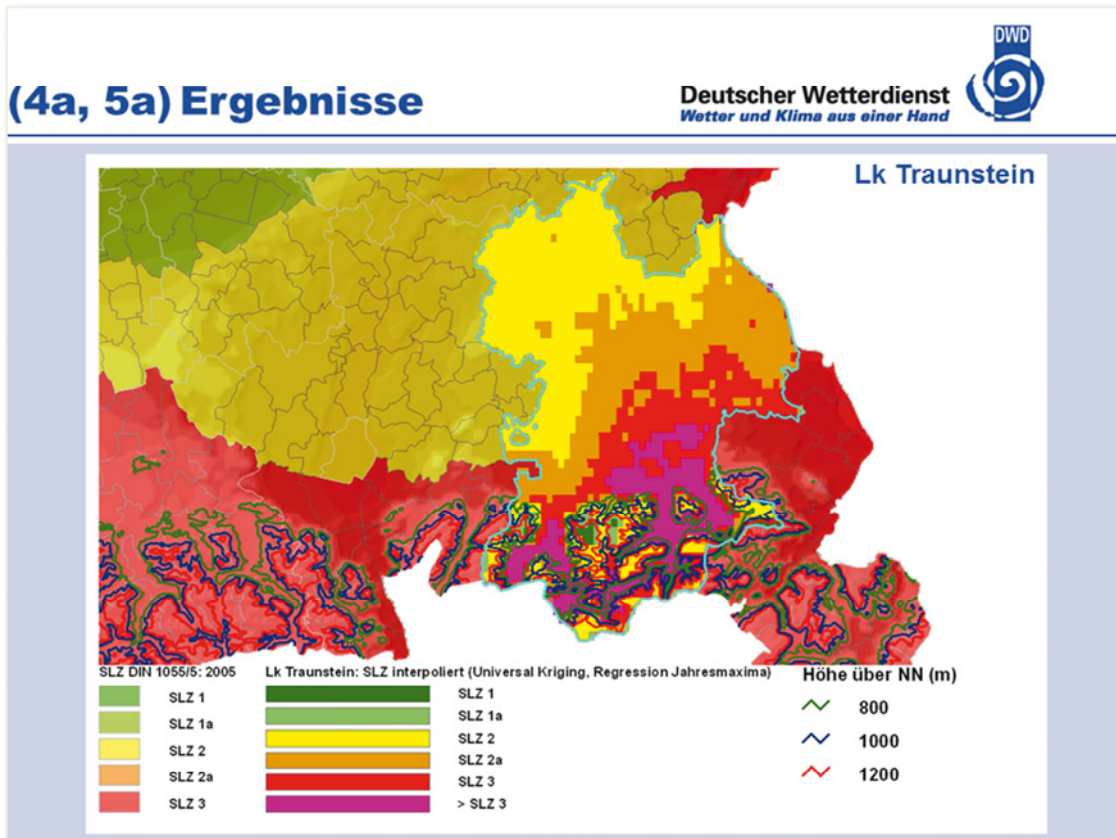 (4a, 5a) Ergebnisse
Deutscher Wetterdienst
Wetter und Klima aus einer Hand
DWD
Lk Traunstein
SLZ DIN 1055/5: 2005
SLZ 1
SLZ 1a
SLZ 2
SLZ 2a
SLZ 3
Lk Traunstein: SLZ interpoliert (Universal Kriging, Regression Jahresmaxima)
SLZ 1
SLZ 1a
SLZ 2
SLZ 2a
SLZ 3
> SLZ 3
Höhe über NN (m)
800
1000
1200